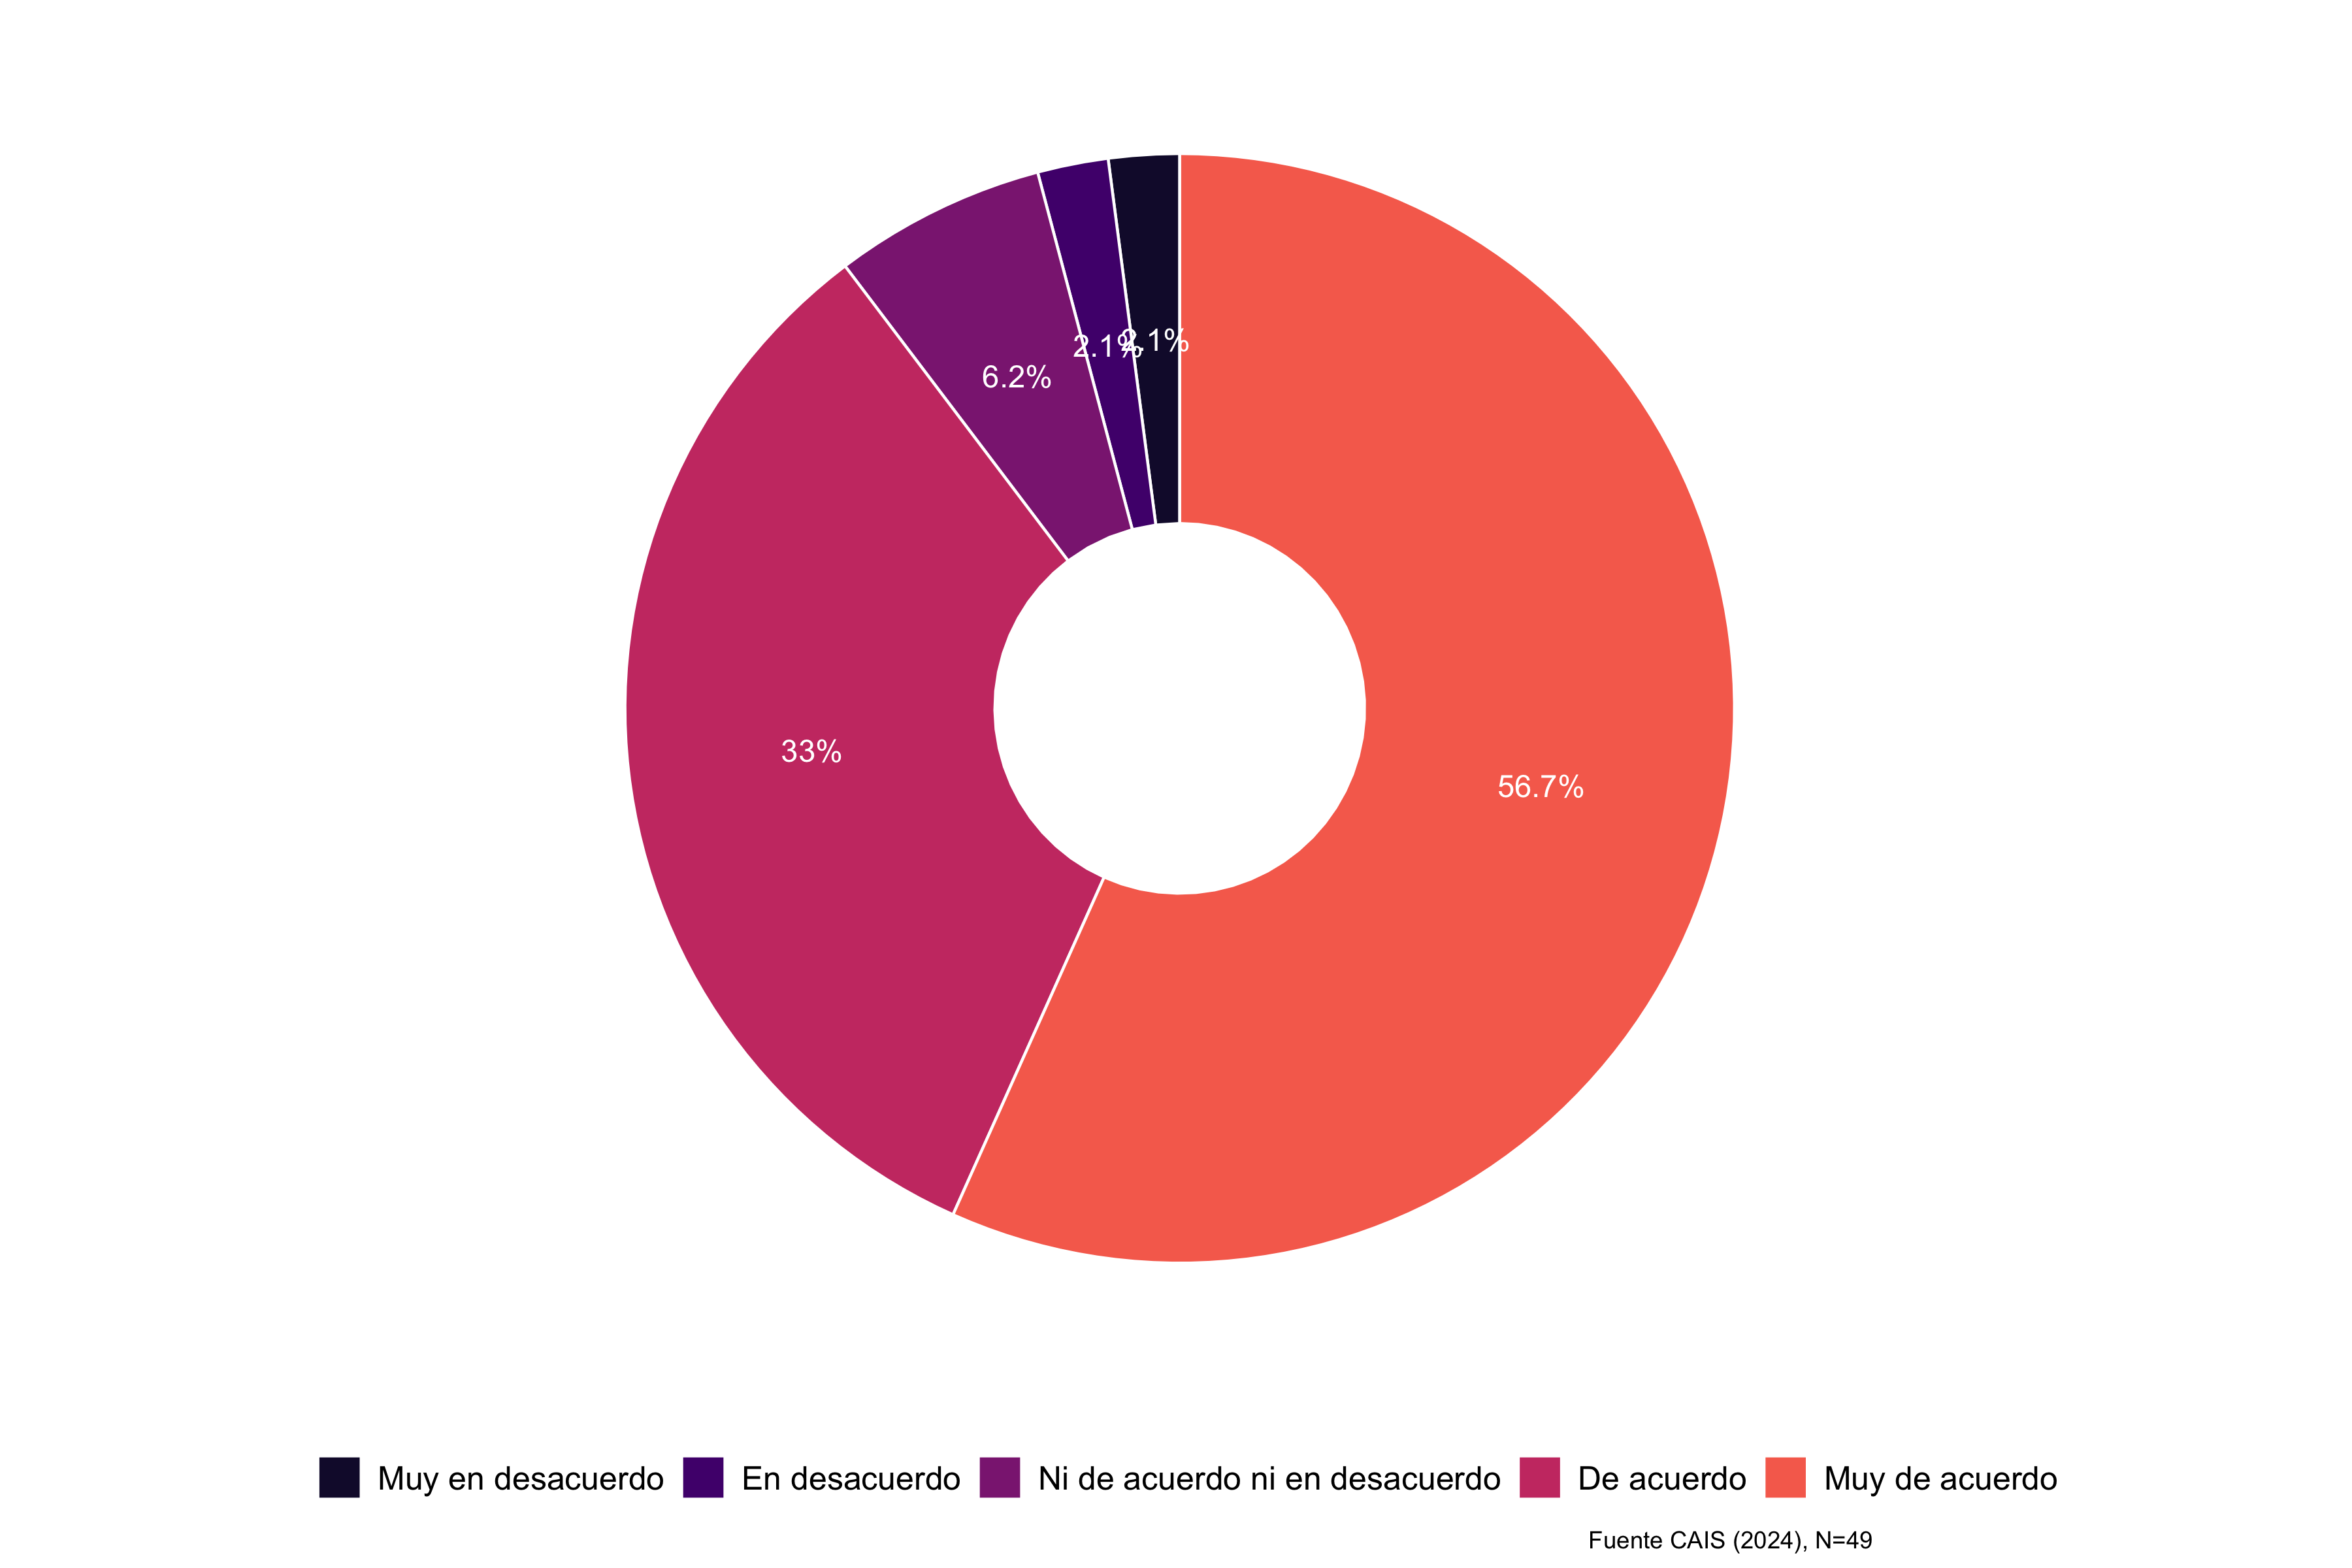 2.1%
2.1%
6.2%
33%
56.7%
Muy en desacuerdo En desacuerdo Ni de acuerdo ni en desacuerdo De acuerdo Muy de acuerdo
Fuente CAIS (2024), N=49